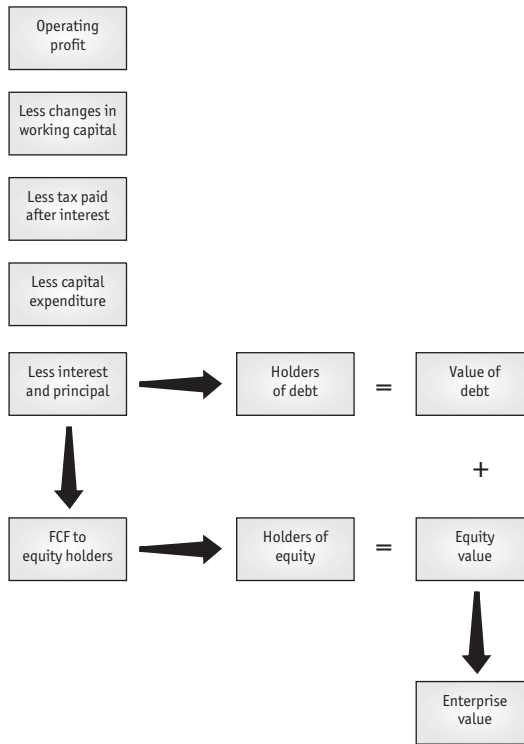 Operating
profit
Less changes in
working capital
Less tax paid
after interest
Less capital
expenditure
Less interest
and principal
Holders
of debt
=
Value of
debt
+
FCF to
equity holders
Holders of
equity
=
Equity
value
Enterprise
value